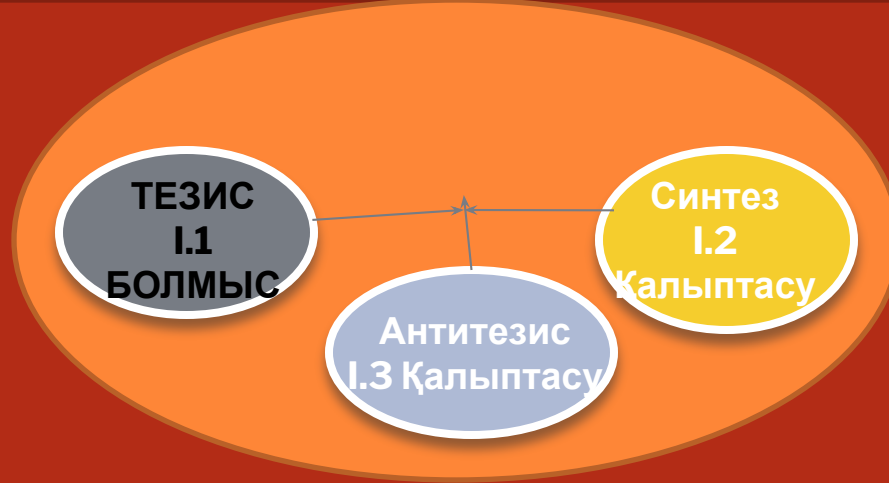 ТЕЗИС
I.1
БОЛМЫС
Антитезис
I.3 Қалыптасу
Синтез
I.2
Қалыптасу